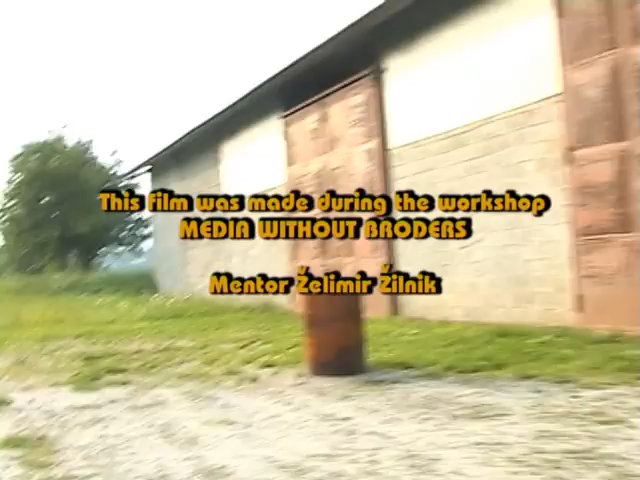 This film was made during the workshop
MEDIA WITHOUT BRODERS
Mentor Želimir Žilnik